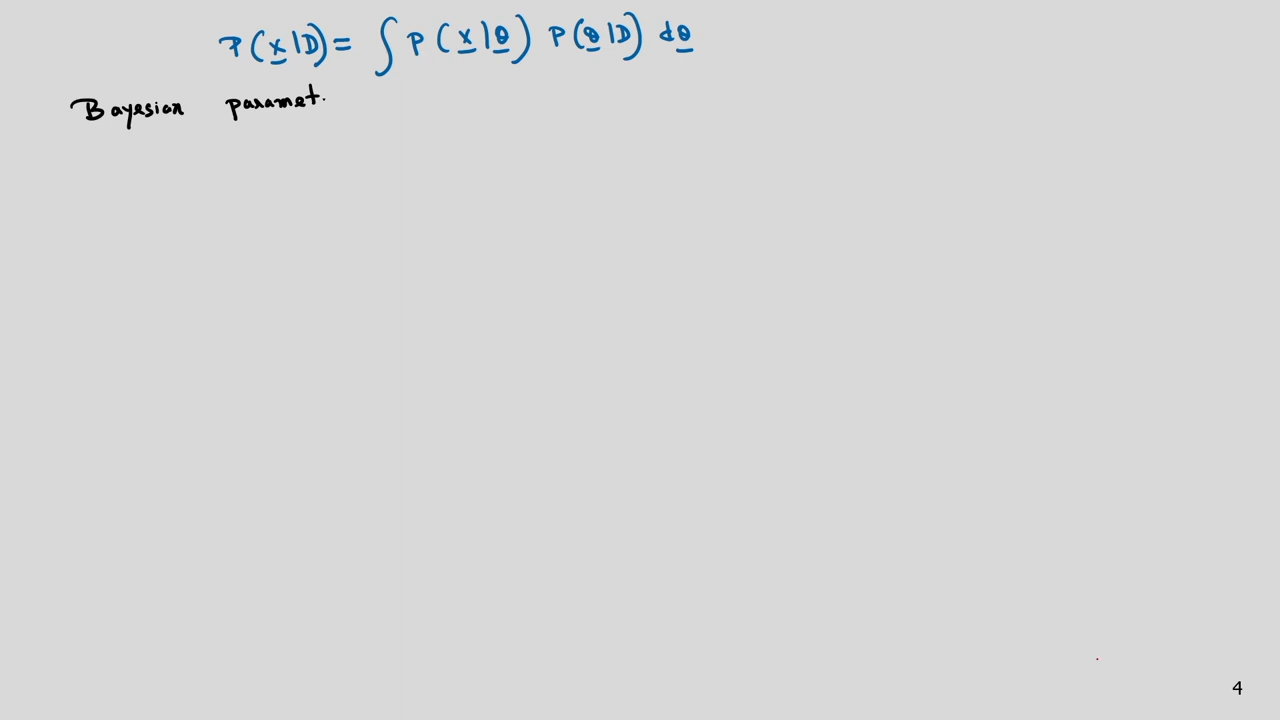 P(x|D) = ∫ P(x|θ) P(θ|D) dθ
Bayesian paramet.
4